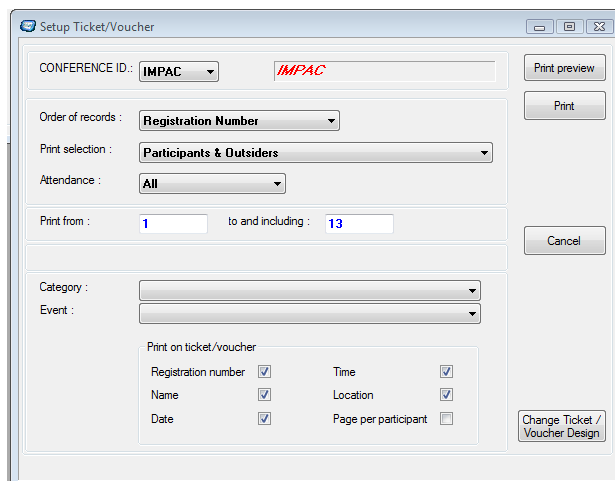 Setup Ticket/Voucher
CONFERENCE ID.: IMPAC IMPAC Print preview
Print
Order of records : Registration Number
Print selection : Participants & Outsiders
Attendance : All
Print from : 1 to and including : 13
Cancel
Category :
Event :
Print on ticket/voucher
Registration number Time
Name Location
Date Page per participant
Change Ticket /
Voucher Design